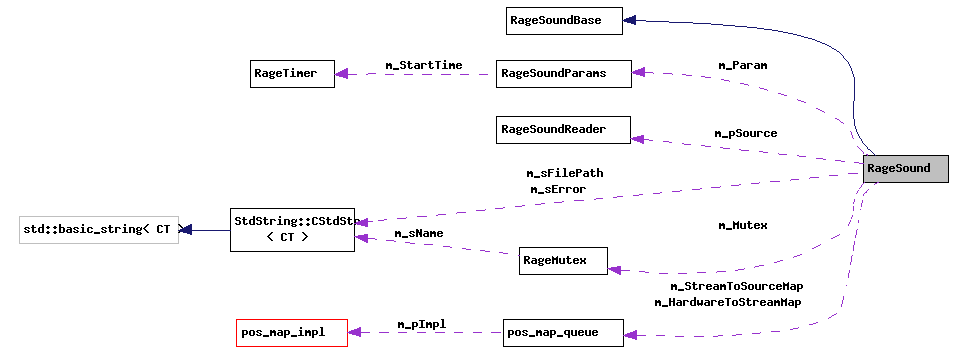 RageSoundBase
RageTimer
m_StartTime
RageSoundParams
m_Param
RageSoundReader
m_pSource
RageSound
m_sFilePath
m_sError
std::basic_string< CT >
StdString::CStdStr
< CT >
m_sName
m_Mutex
RageMutex
m_StreamToSourceMap
m_HardwareToStreamMap
pos_map_impl
m_pImpl
pos_map_queue